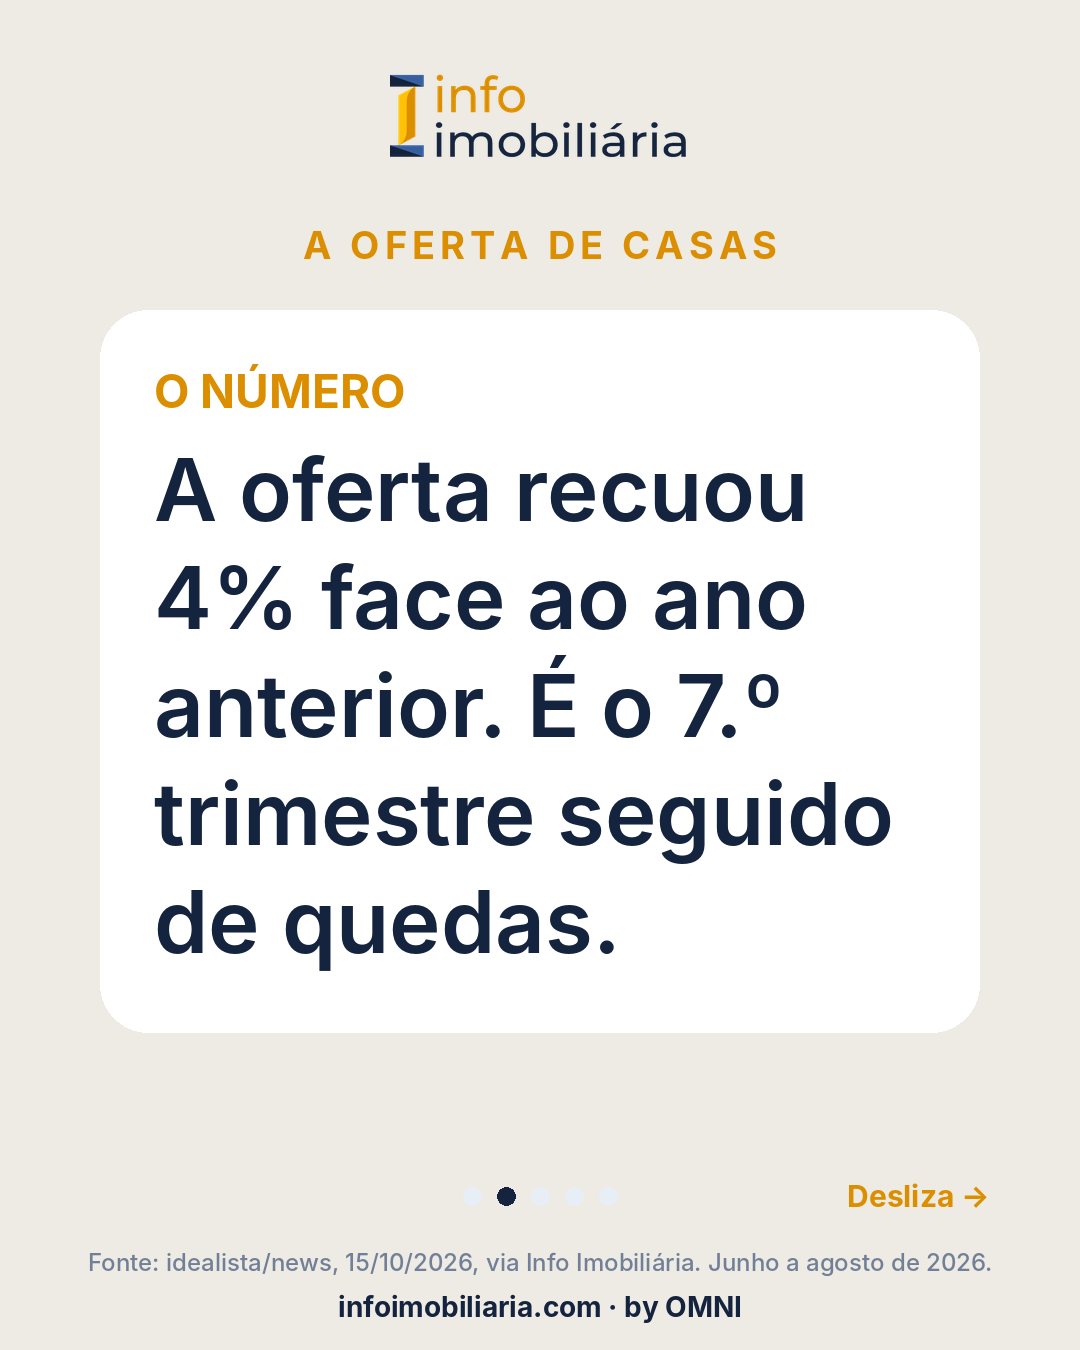 info
imobiliária
A OFERTA DE CASAS
O NÚMERO
A oferta recuou
4% face ao ano
anterior. É o 7.º
trimestre seguido
de quedas.
Desliza →
Fonte: idealista/news, 15/10/2026, via Info Imobiliária. Junho a agosto de 2026.
infoimobiliaria.com · by OMNI